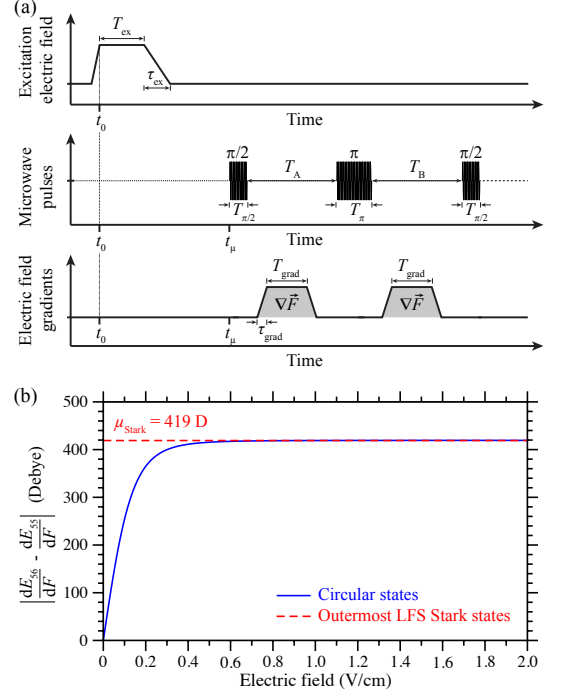 (a)
Excitation
electric field
T_ex
τ_ex
t_0
Time
Microwave
pulses
π/2
π
π/2
T_A
T_B
T_π/2
T_π
T_π/2
t_0
t_μ
Time
Electric field
gradients
T_grad
T_grad
∇F⃗
∇F⃗
τ_grad
t_0
t_μ
Time
(b)
|dE_56/dF - dE_55/dF| (Debye)
500
400
300
200
100
0
μ_Stark = 419 D
Circular states
Outermost LFS Stark states
0.0 0.2 0.4 0.6 0.8 1.0 1.2 1.4 1.6 1.8 2.0
Electric field (V/cm)